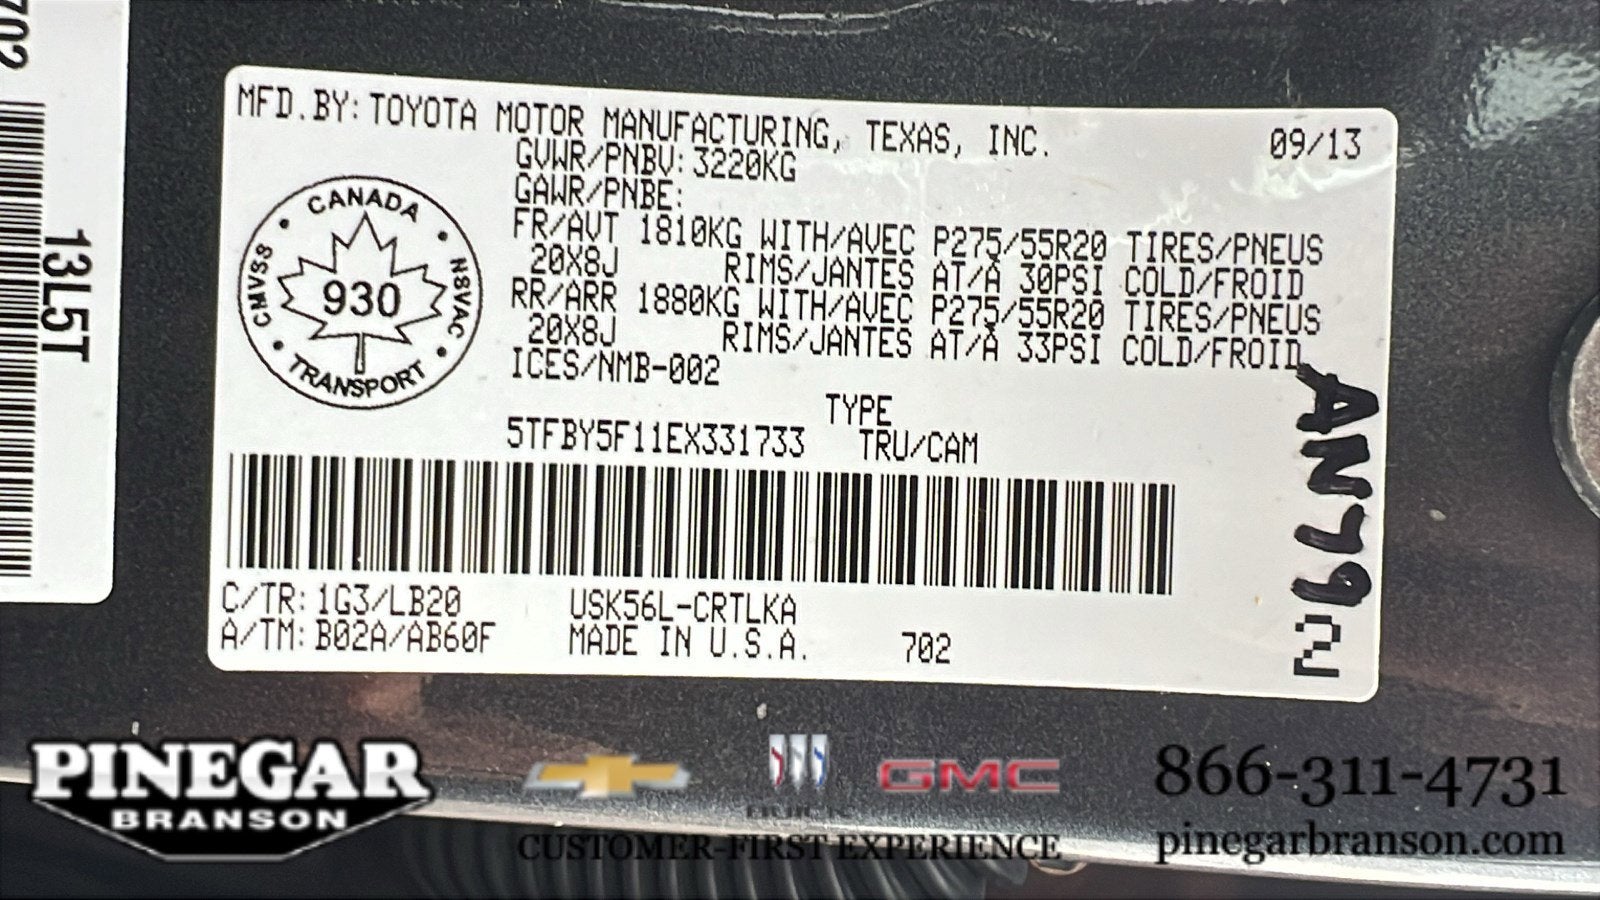 702
13L5T
MFD. BY: TOYOTA MOTOR MANUFACTURING, TEXAS, INC. 09/13
GVWR/PNBV: 3220KG
GAWR/PNBE:
FR/AVT 1810KG WITH/AVEC P275/55R20 TIRES/PNEUS
20X8J RIMS/JANTES AT/À 30PSI COLD/FROID
RR/ARR 1880KG WITH/AVEC P275/55R20 TIRES/PNEUS
20X8J RIMS/JANTES AT/À 33PSI COLD/FROID
ICES/NMB-002
CANADA
CMVSS
NSVAC
930
TRANSPORT
TYPE
5TFBY5F11EX331733 TRU/CAM
C/TR: 1G3/LB20 USK56L-CRTLKA
A/TM: B02A/AB60F MADE IN U.S.A. 702
2
PINEGAR
BRANSON
BUICK
GMC
CUSTOMER-FIRST EXPERIENCE
866-311-4731
pinegarbranson.com